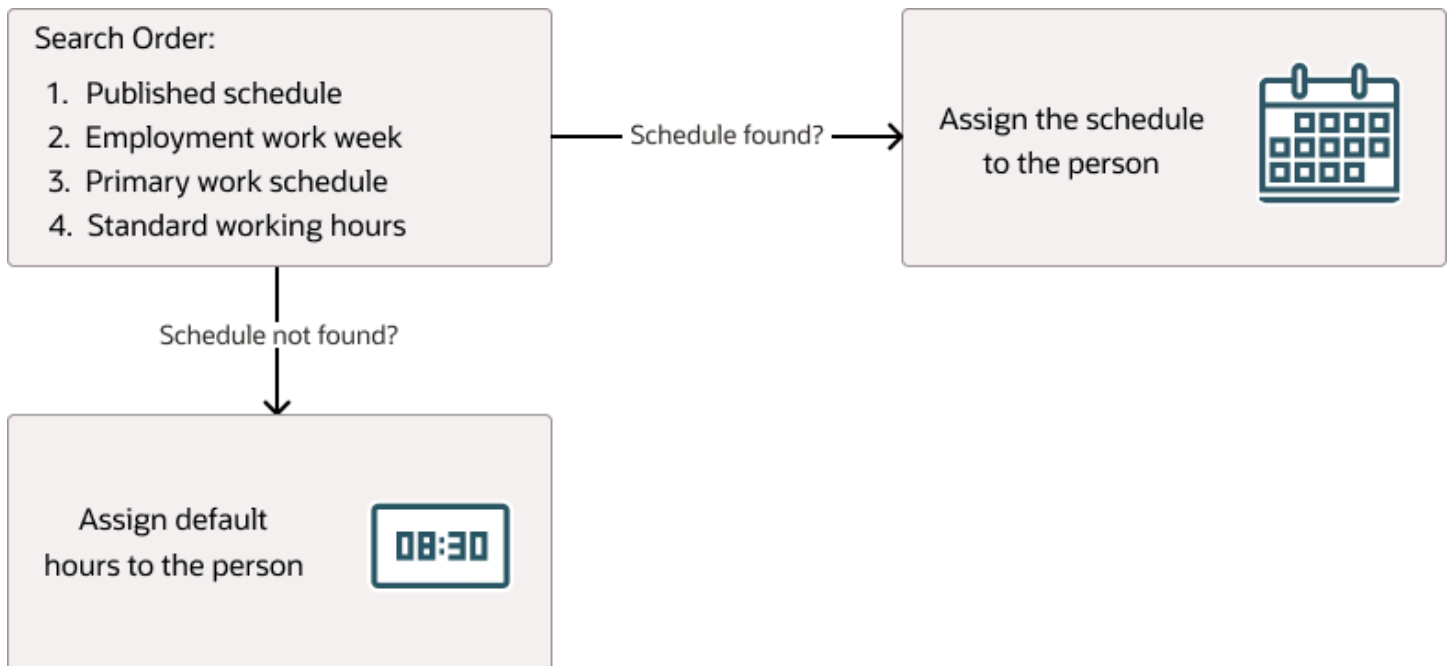 Search Order:
1. Published schedule
2. Employment work week
3. Primary work schedule
4. Standard working hours
Schedule found?
Assign the schedule
to the person
Schedule not found?
Assign default
hours to the person
08:30